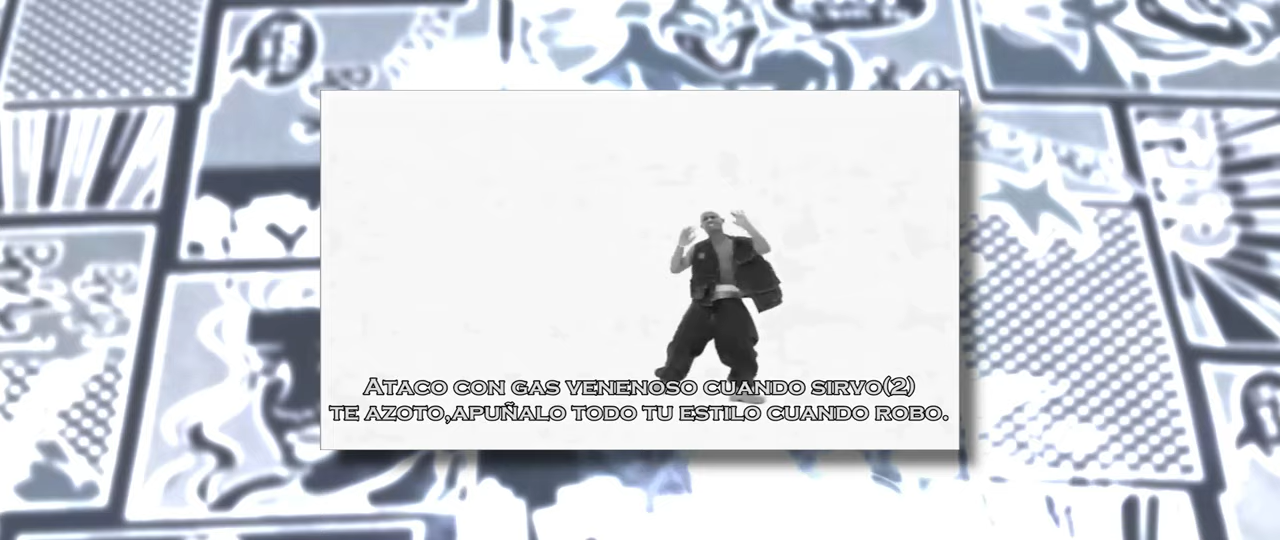 Ataco con gas venenoso cuando sirvo(2)
te azoto,apuñalo todo tu estilo cuando robo.